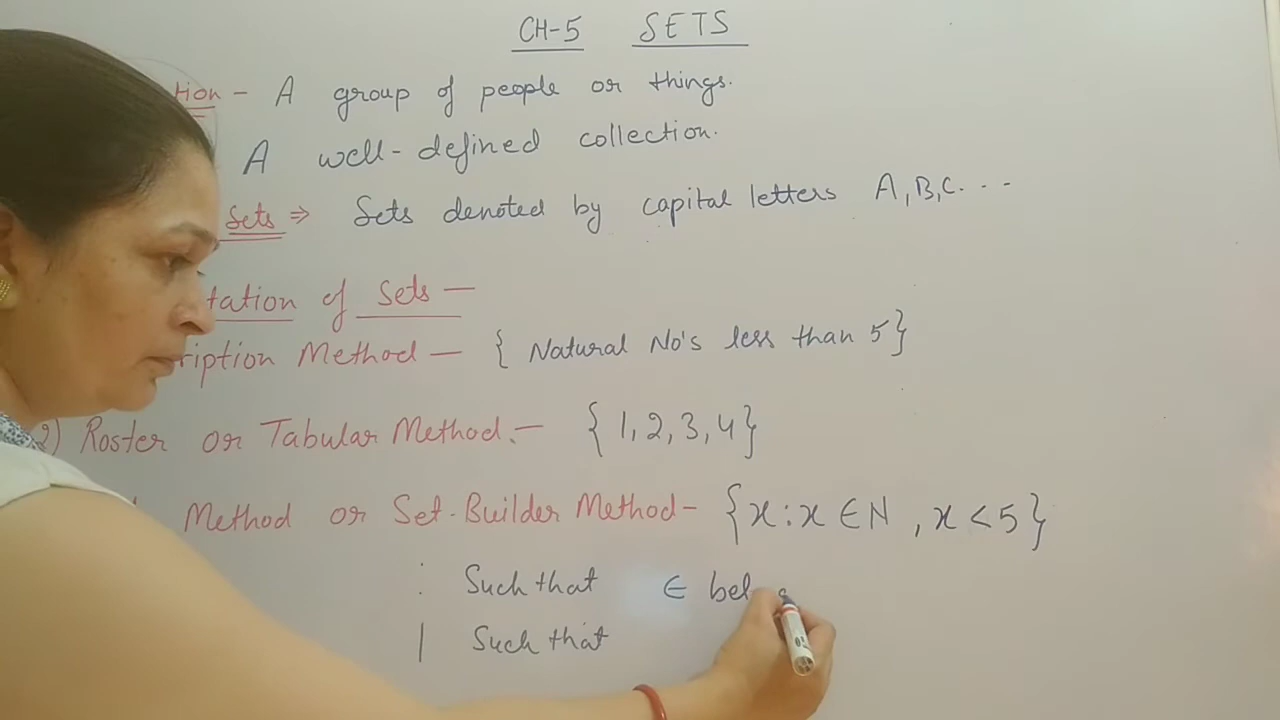 CH-5 SETS
tion - A group of people or things.
A well-defined collection.
Sets ⇒ Sets denoted by capital letters A, B, C. ...
tation of Sets —
ription Method — { Natural No's less than 5}
2) Roster or Tabular Method. - {1, 2, 3, 4}
Method or Set-Builder Method - {x : x ∈ N , x < 5}
: Such that ∈ bel
| Such that